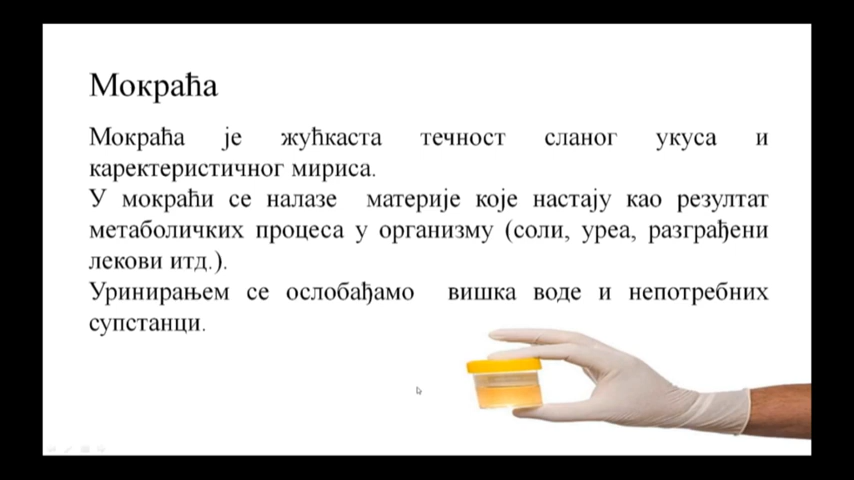 Мокраћа
Мокраћа је жућкаста течност сланог укуса и
каректеристичног мириса.
У мокраћи се налазе материје које настају као резултат
метаболичких процеса у организму (соли, уреа, разграђени
лекови итд.).
Уринирањем се ослобађамо вишка воде и непотребних
супстанци.